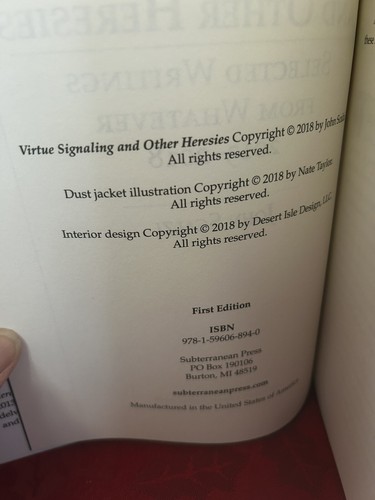 Virtue Signaling and Other Heresies Copyright © 2018 by John
All rights reserved.
Dust jacket illustration Copyright © 2018 by Nate Taylor.
All rights reserved.
Interior design Copyright © 2018 by Desert Isle Design, LLC.
All rights reserved.
First Edition
ISBN
978-1-59606-894-0
Subterranean Press
PO Box 190106
Burton, MI 48519
subterraneanpress.com
Manufactured in the United States of America
and
these